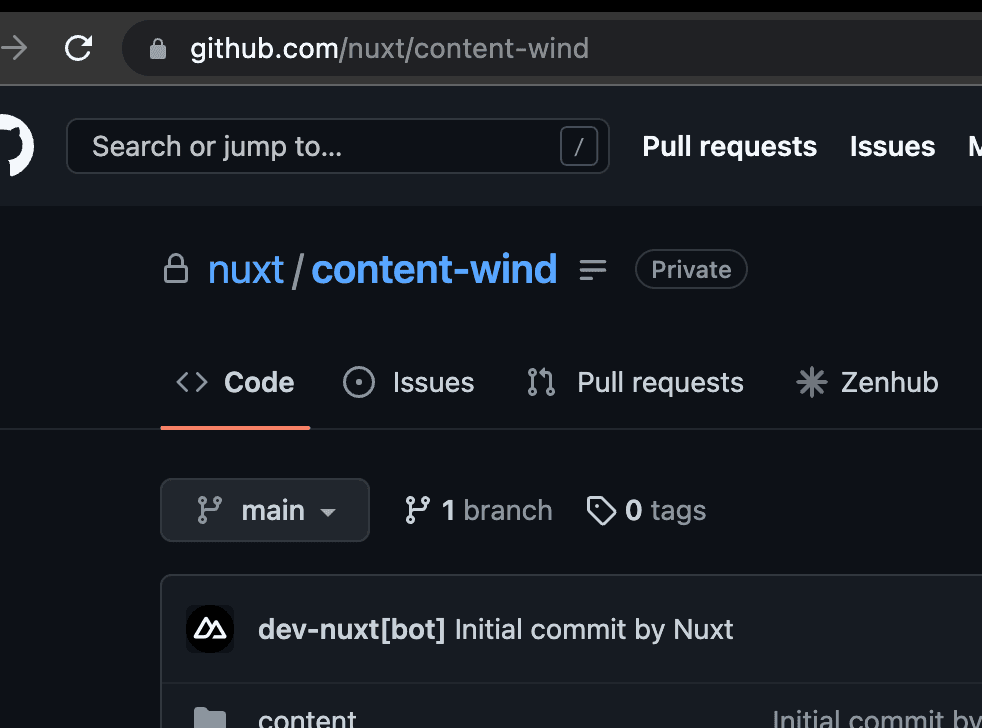 github.com/nuxt/content-wind
Search or jump to... / Pull requests Issues M
nuxt / content-wind Private
Code Issues Pull requests Zenhub
main 1 branch 0 tags
dev-nuxt[bot] Initial commit by Nuxt
content Initial commit by